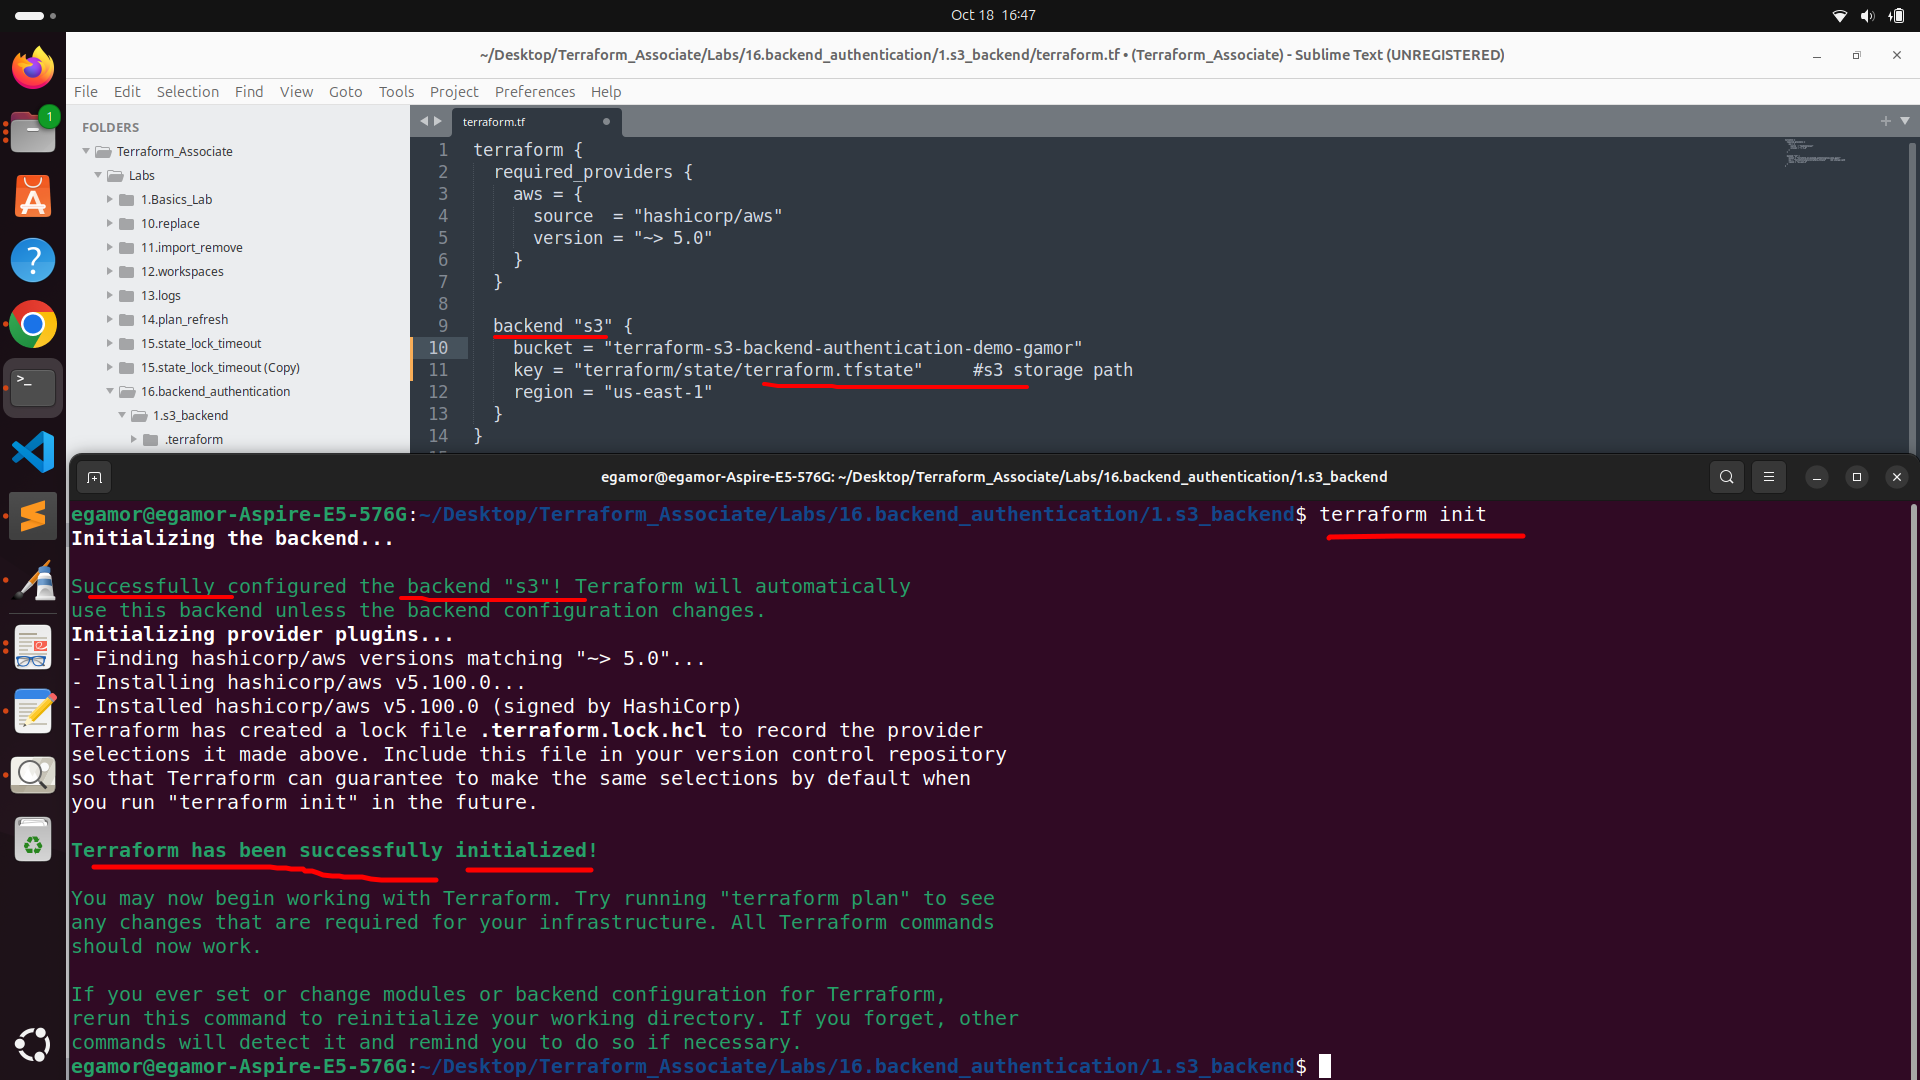 Oct 18 16:47
1
~/Desktop/Terraform_Associate/Labs/16.backend_authentication/1.s3_backend/terraform.tf • (Terraform_Associate) - Sublime Text (UNREGISTERED)
File Edit Selection Find View Goto Tools Project Preferences Help
FOLDERS
Terraform_Associate
Labs
1.Basics_Lab
10.replace
11.import_remove
12.workspaces
13.logs
14.plan_refresh
15.state_lock_timeout
15.state_lock_timeout (Copy)
16.backend_authentication
1.s3_backend
.terraform
terraform.tf
1 terraform {
2   required_providers {
3     aws = {
4       source  = "hashicorp/aws"
5       version = "~> 5.0"
6     }
7   }
8
9   backend "s3" {
10     bucket = "terraform-s3-backend-authentication-demo-gamor"
11     key = "terraform/state/terraform.tfstate"     #s3 storage path
12     region = "us-east-1"
13   }
14 }
egamor@egamor-Aspire-E5-576G: ~/Desktop/Terraform_Associate/Labs/16.backend_authentication/1.s3_backend
egamor@egamor-Aspire-E5-576G:~/Desktop/Terraform_Associate/Labs/16.backend_authentication/1.s3_backend$ terraform init
Initializing the backend...
Successfully configured the backend "s3"! Terraform will automatically
use this backend unless the backend configuration changes.
Initializing provider plugins...
- Finding hashicorp/aws versions matching "~> 5.0"...
- Installing hashicorp/aws v5.100.0...
- Installed hashicorp/aws v5.100.0 (signed by HashiCorp)
Terraform has created a lock file .terraform.lock.hcl to record the provider
selections it made above. Include this file in your version control repository
so that Terraform can guarantee to make the same selections by default when
you run "terraform init" in the future.
Terraform has been successfully initialized!
You may now begin working with Terraform. Try running "terraform plan" to see
any changes that are required for your infrastructure. All Terraform commands
should now work.
If you ever set or change modules or backend configuration for Terraform,
rerun this command to reinitialize your working directory. If you forget, other
commands will detect it and remind you to do so if necessary.
egamor@egamor-Aspire-E5-576G:~/Desktop/Terraform_Associate/Labs/16.backend_authentication/1.s3_backend$